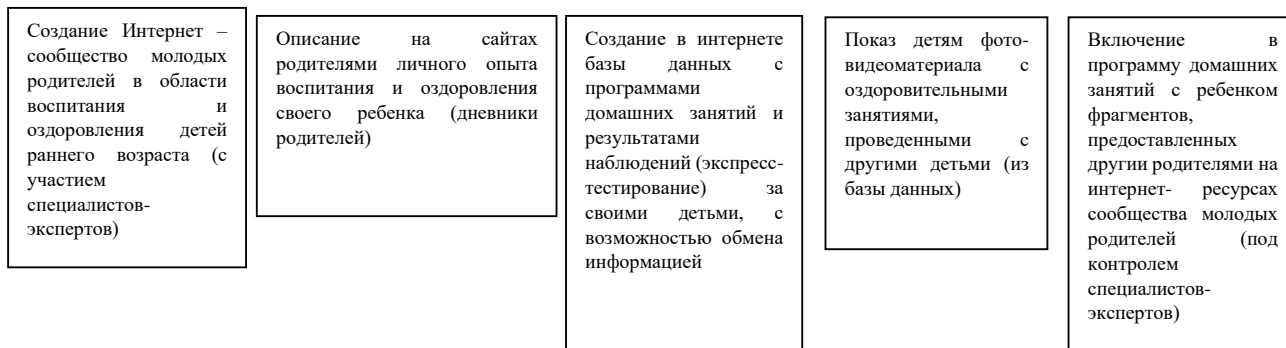 Создание Интернет –
сообщество молодых
родителей в области
воспитания и
оздоровления детей
раннего возраста (с
участием
специалистов-
экспертов)
Описание на сайтах
родителями личного опыта
воспитания и оздоровления
своего ребенка (дневники
родителей)
Создание в интернете
базы данных с
программами
домашних занятий и
результатами
наблюдений (экспресс-
тестирование) за
своими детьми, с
возможностью обмена
информацией
Показ детям фото-
видеоматериала с
оздоровительными
занятиями,
проведенными с
другими детьми (из
базы данных)
Включение в
программу домашних
занятий с ребенком
фрагментов,
предоставленных
другии родителями на
интернет- ресурсах
сообщества молодых
родителей (под
контролем
специалистов-
экспертов)